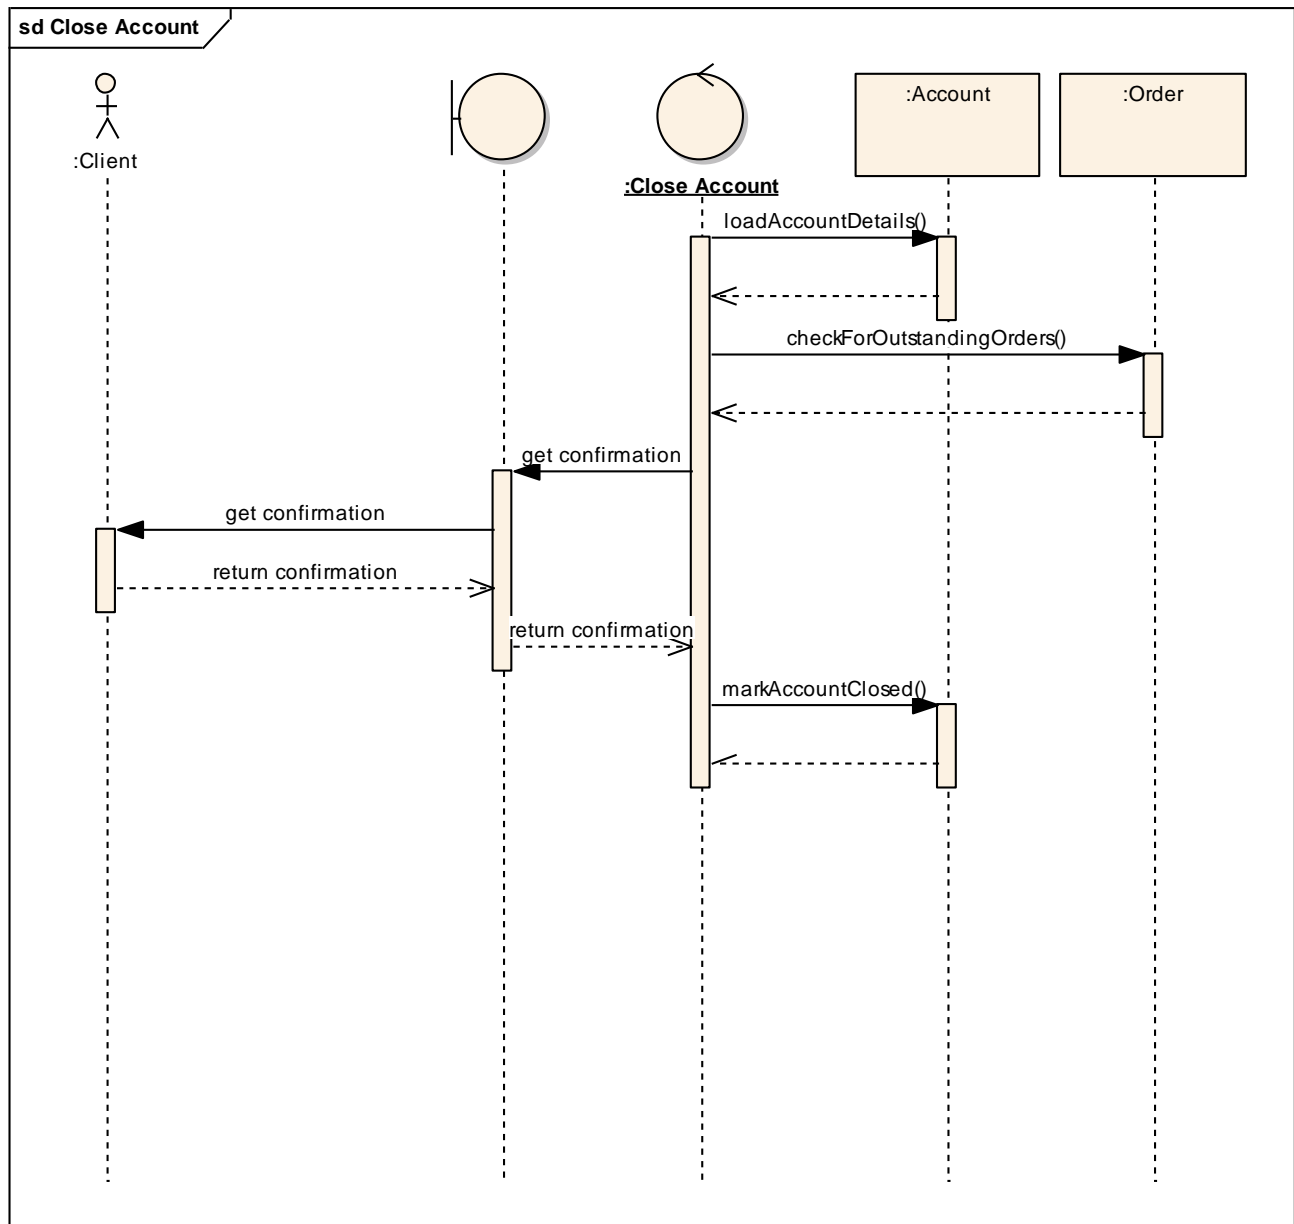 sd Close Account
:Client
:Close Account
:Account
:Order
loadAccountDetails()
checkForOutstandingOrders()
get confirmation
get confirmation
return confirmation
return confirmation
markAccountClosed()